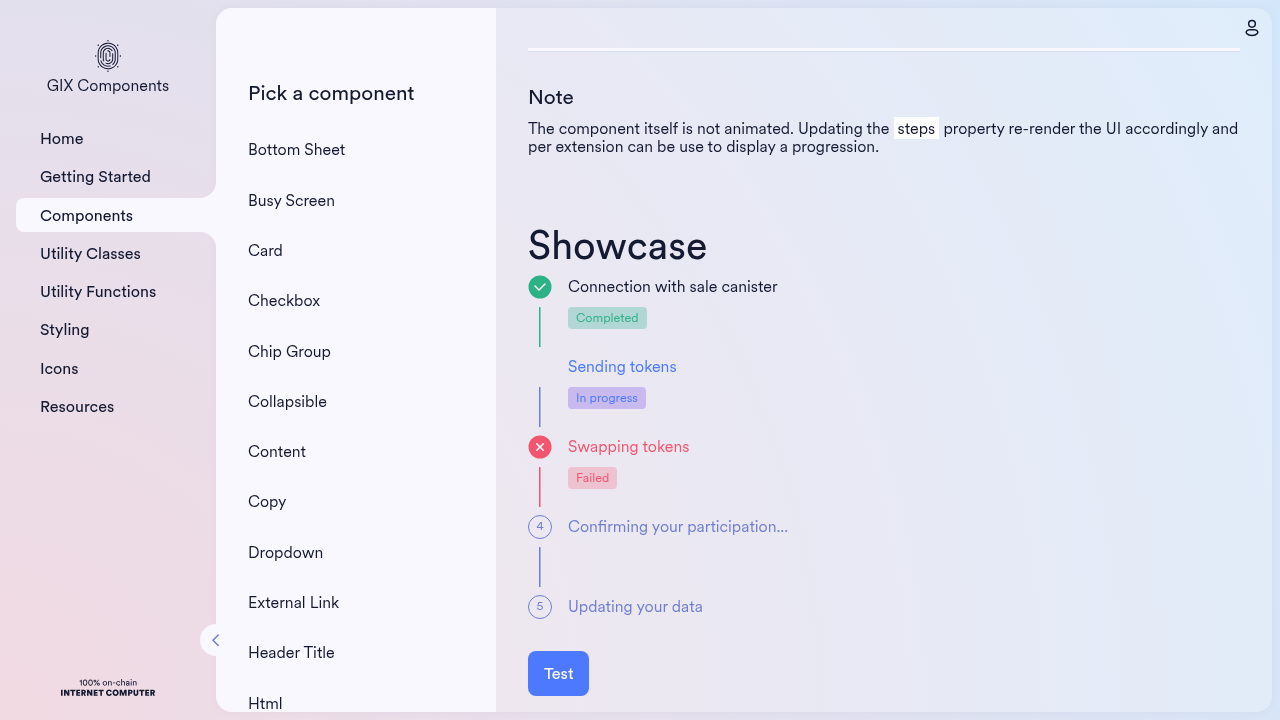 GIX Components
Home
Getting Started
Components
Utility Classes
Utility Functions
Styling
Icons
Resources
100% on-chain
INTERNET COMPUTER
Pick a component
Bottom Sheet
Busy Screen
Card
Checkbox
Chip Group
Collapsible
Content
Copy
Dropdown
External Link
Header Title
Html
Note
The component itself is not animated. Updating the steps property re-render the UI accordingly and
per extension can be use to display a progression.
Showcase
Connection with sale canister
Completed
Sending tokens
In progress
Swapping tokens
Failed
4 Confirming your participation...
5 Updating your data
Test